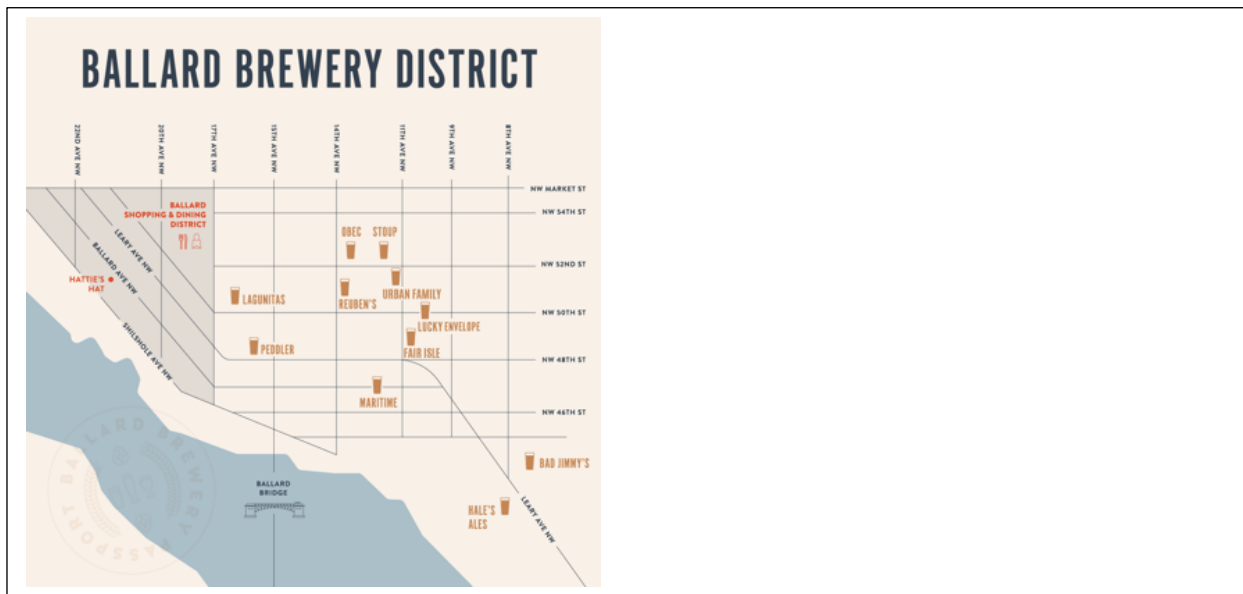 BALLARD BREWERY DISTRICT
22ND AVE NW
20TH AVE NW
17TH AVE NW
15TH AVE NW
14TH AVE NW
11TH AVE NW
9TH AVE NW
8TH AVE NW
NW MARKET ST
BALLARD
SHOPPING & DINING
DISTRICT
NW 54TH ST
LEARY AVE NW
OBEC
STOUP
BALLARD AVE NW
NW 52ND ST
HATTIE'S
HAT
LAGUNITAS
REUBEN'S
URBAN FAMILY
NW 50TH ST
LUCKY ENVELOPE
SHILSHOLE AVE NW
PEDDLER
FAIR ISLE
NW 48TH ST
MARITIME
NW 46TH ST
BALLARD BREWERY
PASSPORT
BAD JIMMY'S
BALLARD
BRIDGE
HALE'S
ALES
LEARY AVE NW